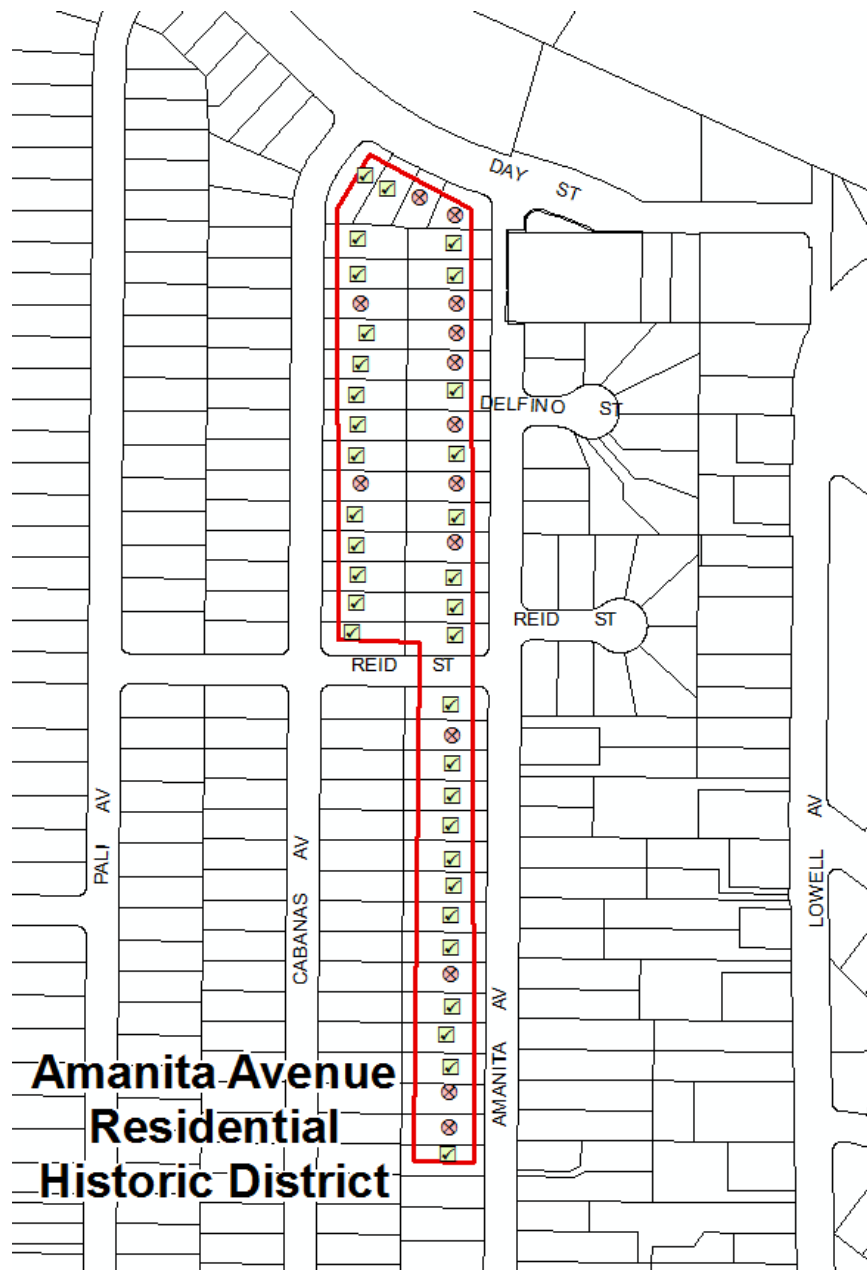 DAY ST
DELFINO ST
REID ST
REID ST
PALI AV
CABANAS AV
LOWELL AV
AMANITA AV
Amanita Avenue
Residential
Historic District